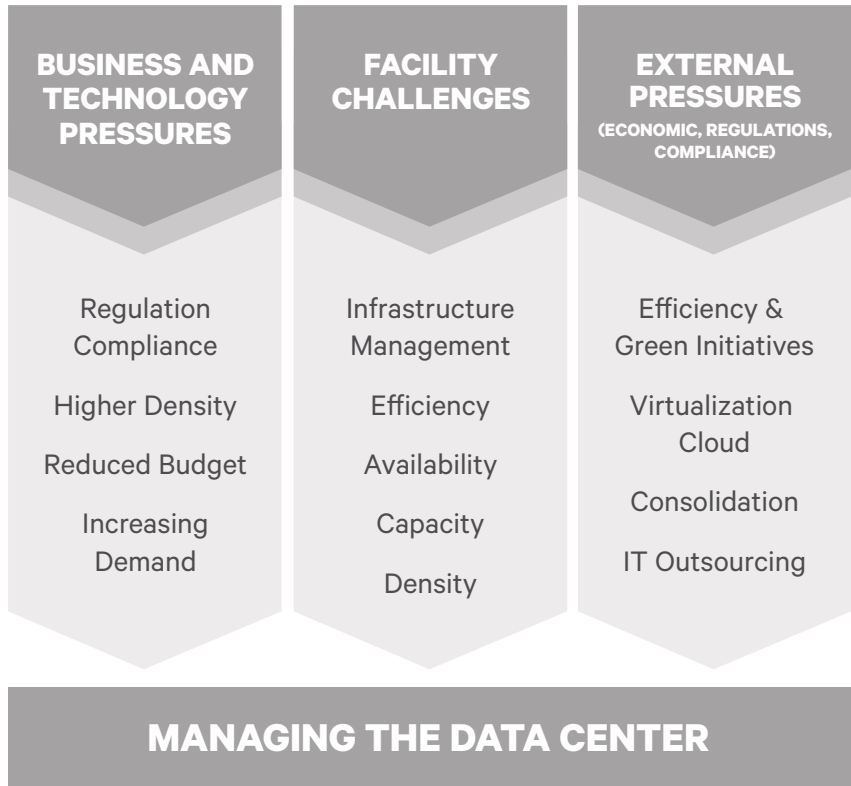 BUSINESS AND
TECHNOLOGY
PRESSURES
Regulation
Compliance
Higher Density
Reduced Budget
Increasing
Demand
FACILITY
CHALLENGES
Infrastructure
Management
Efficiency
Availability
Capacity
Density
EXTERNAL
PRESSURES
(ECONOMIC, REGULATIONS,
COMPLIANCE)
Efficiency &
Green Initiatives
Virtualization
Cloud
Consolidation
IT Outsourcing
MANAGING THE DATA CENTER